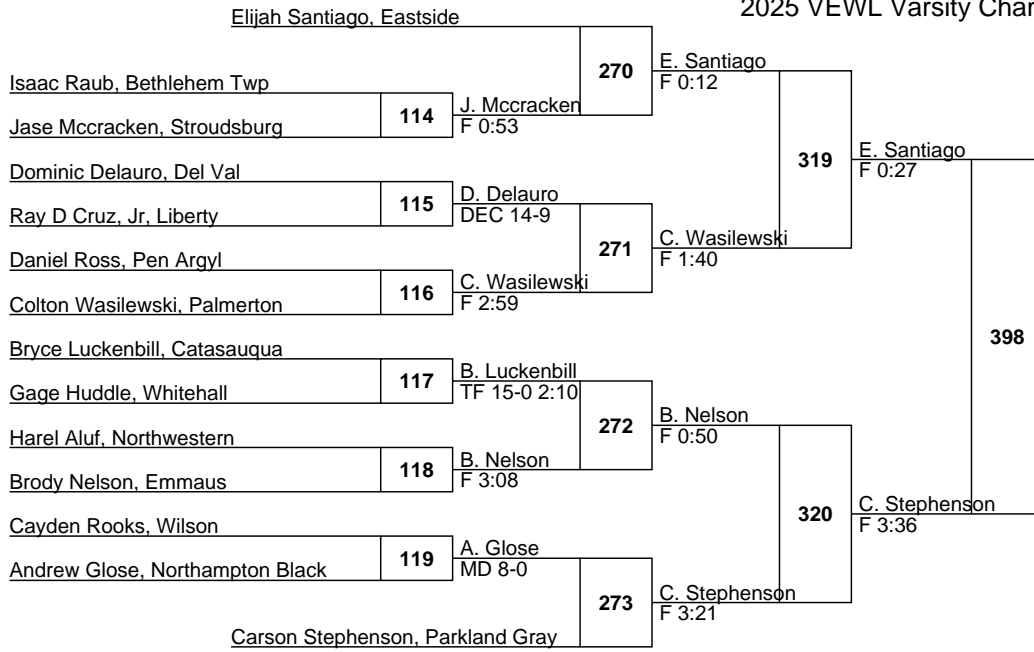 2025 VEWL Varsity Char
Elijah Santiago, Eastside
270
E. Santiago
F 0:12
Isaac Raub, Bethlehem Twp
114
J. Mccracken
F 0:53
Jase Mccracken, Stroudsburg
319
E. Santiago
F 0:27
Dominic Delauro, Del Val
115
D. Delauro
DEC 14-9
Ray D Cruz, Jr, Liberty
271
C. Wasilewski
F 1:40
Daniel Ross, Pen Argyl
116
C. Wasilewski
F 2:59
Colton Wasilewski, Palmerton
398
Bryce Luckenbill, Catasauqua
117
B. Luckenbill
TF 15-0 2:10
Gage Huddle, Whitehall
272
B. Nelson
F 0:50
Harel Aluf, Northwestern
118
B. Nelson
F 3:08
Brody Nelson, Emmaus
320
C. Stephenson
F 3:36
Cayden Rooks, Wilson
119
A. Glose
MD 8-0
Andrew Glose, Northampton Black
273
C. Stephenson
F 3:21
Carson Stephenson, Parkland Gray